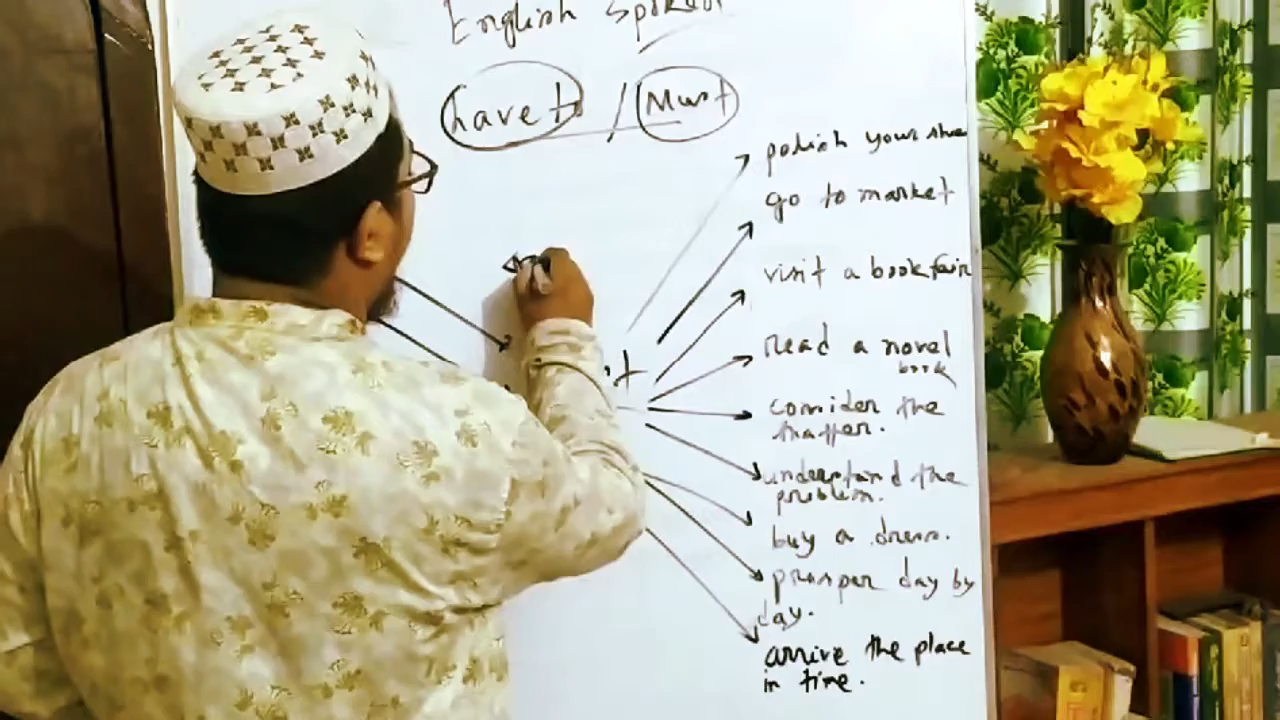 English Spoken
have to / Must
polish your shoe
go to market
visit a book fair
read a novel
book
consider the
matter.
understand the
problem.
buy a dress.
prosper day by
day.
arrive the place
in time.